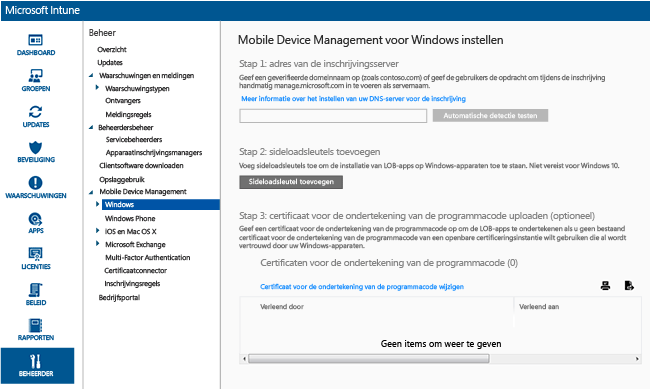 Microsoft Intune
DASHBOARD
GROEPEN
UPDATES
BEVEILIGING
WAARSCHUWINGEN
APPS
LICENTIES
BELEID
RAPPORTEN
BEHEERDER
Beheer
Overzicht
Updates
Waarschuwingen en meldingen
Waarschuwingstypen
Ontvangers
Meldingsregels
Beheerdersbeheer
Servicebeheerders
Apparaatinschrijvingsmanagers
Clientsoftware downloaden
Opslaggebruik
Mobile Device Management
Windows
Windows Phone
iOS en Mac OS X
Microsoft Exchange
Multi-Factor Authentication
Certificaatconnector
Inschrijvingsregels
Bedrijfsportal
Mobile Device Management voor Windows instellen
Stap 1: adres van de inschrijvingsserver
Geef een geverifieerde domeinnaam op (zoals contoso.com) of geef de gebruikers de opdracht om tijdens de inschrijving
handmatig manage.microsoft.com in te voeren als servernaam.
Meer informatie over het instellen van uw DNS-server voor de inschrijving
Automatische detectie testen
Stap 2: sideloadsleutels toevoegen
Voeg sideloadsleutels toe om de installatie van LOB-apps op Windows-apparaten toe te staan. Niet vereist voor Windows 10.
Sideloadsleutel toevoegen
Stap 3: certificaat voor de ondertekening van de programmacode uploaden (optioneel)
Geef een certificaat voor de ondertekening van de programmacode op om de LOB-apps te ondertekenen als u geen bestaand
certificaat voor de ondertekening van de programmacode van een openbare certificeringsinstantie wilt gebruiken die al wordt
vertrouwd door uw Windows-apparaten.
Certificaten voor de ondertekening van de programmacode (0)
Certificaat voor de ondertekening van de programmacode wijzigen
Verleend door
Verleend aan
Geen items om weer te geven